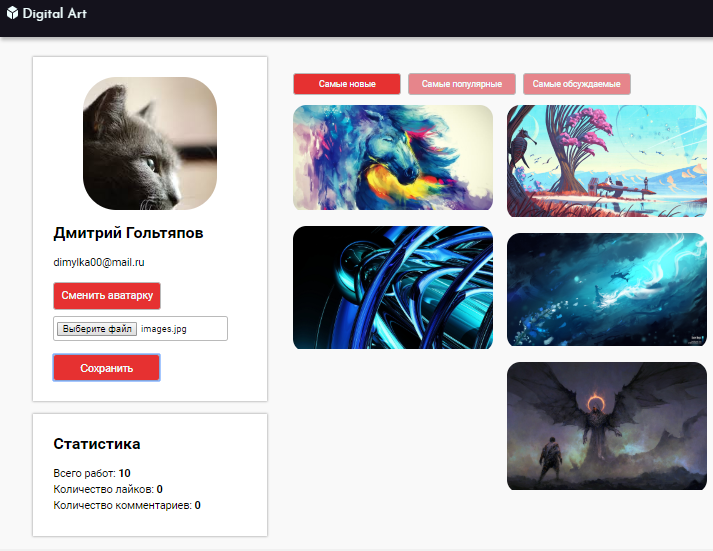 Digital Art
Дмитрий Гольтяпов
dimylka00@mail.ru
Сменить аватарку
Выберите файл images.jpg
Сохранить
Статистика
Всего работ: 10
Количество лайков: 0
Количество комментариев: 0
Самые новые
Самые популярные
Самые обсуждаемые